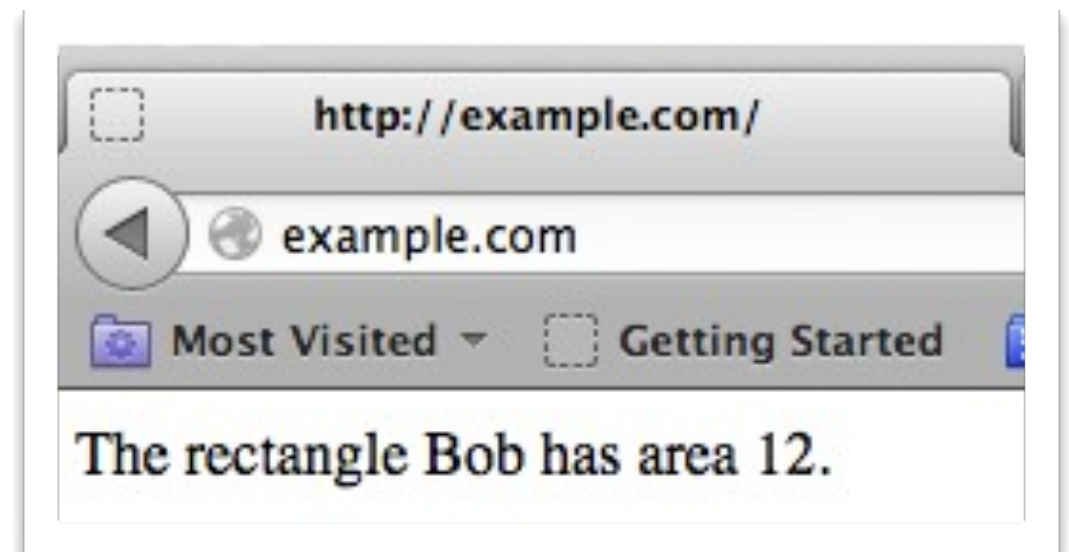 http://example.com/
example.com
Most Visited Getting Started
The rectangle Bob has area 12.